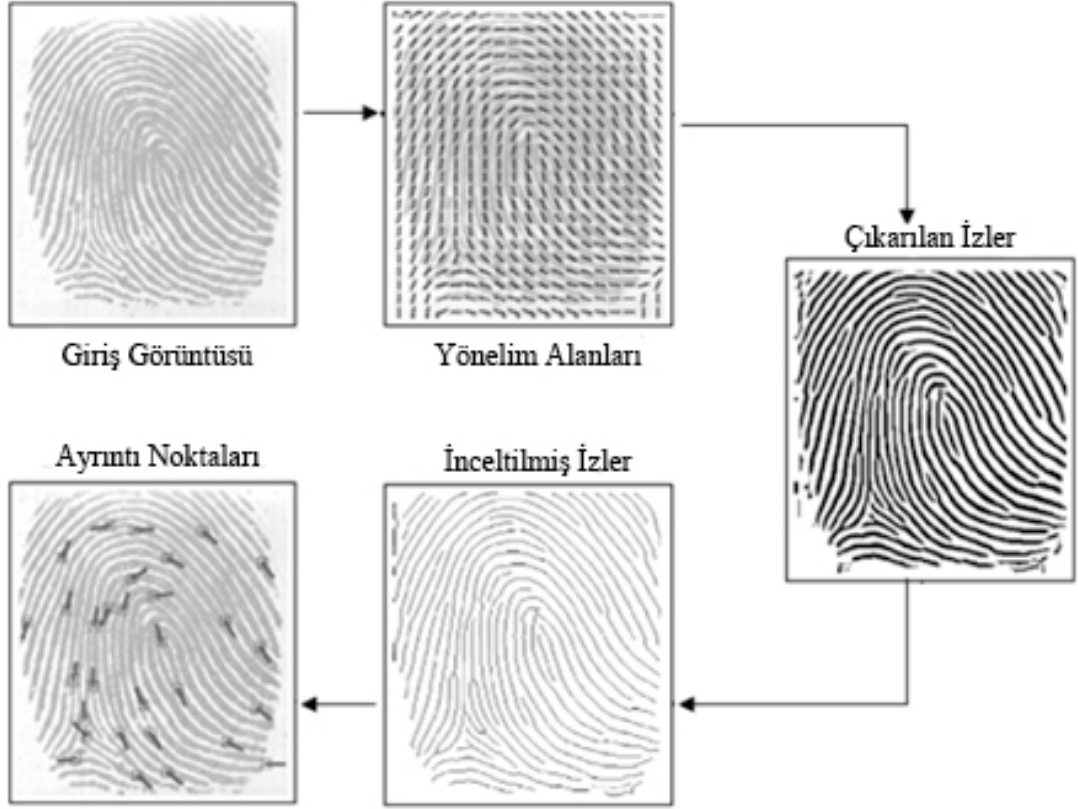 Giriş Görüntüsü
Yönelim Alanları
Çıkarılan İzler
Ayrıntı Noktaları
İnceltilmiş İzler